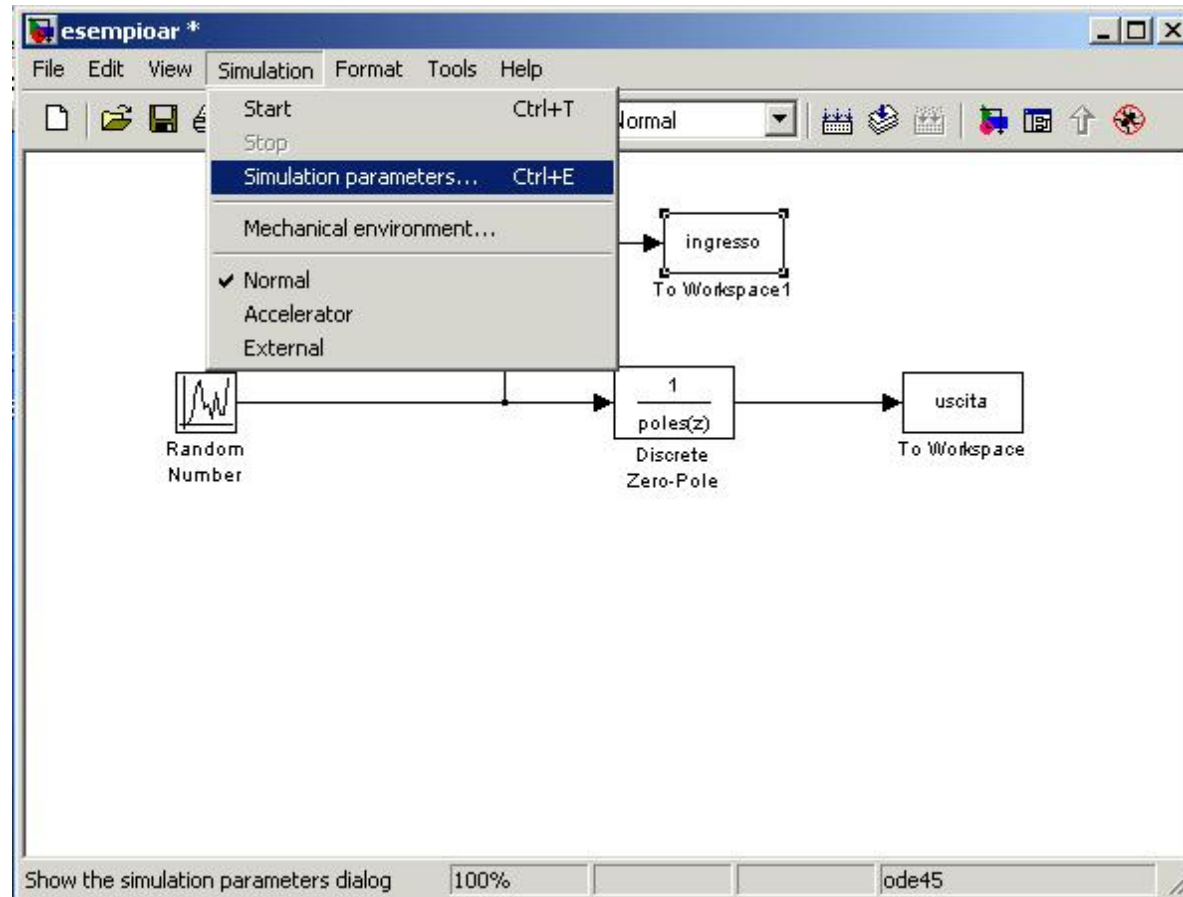 esempioar *
File Edit View Simulation Format Tools Help
Start Ctrl+T
Stop
Simulation parameters... Ctrl+E
Mechanical environment...
Normal
Accelerator
External
Normal
ingresso
To Workspace1
Random
Number
1
poles(z)
Discrete
Zero-Pole
uscita
To Workspace
Show the simulation parameters dialog 100% ode45